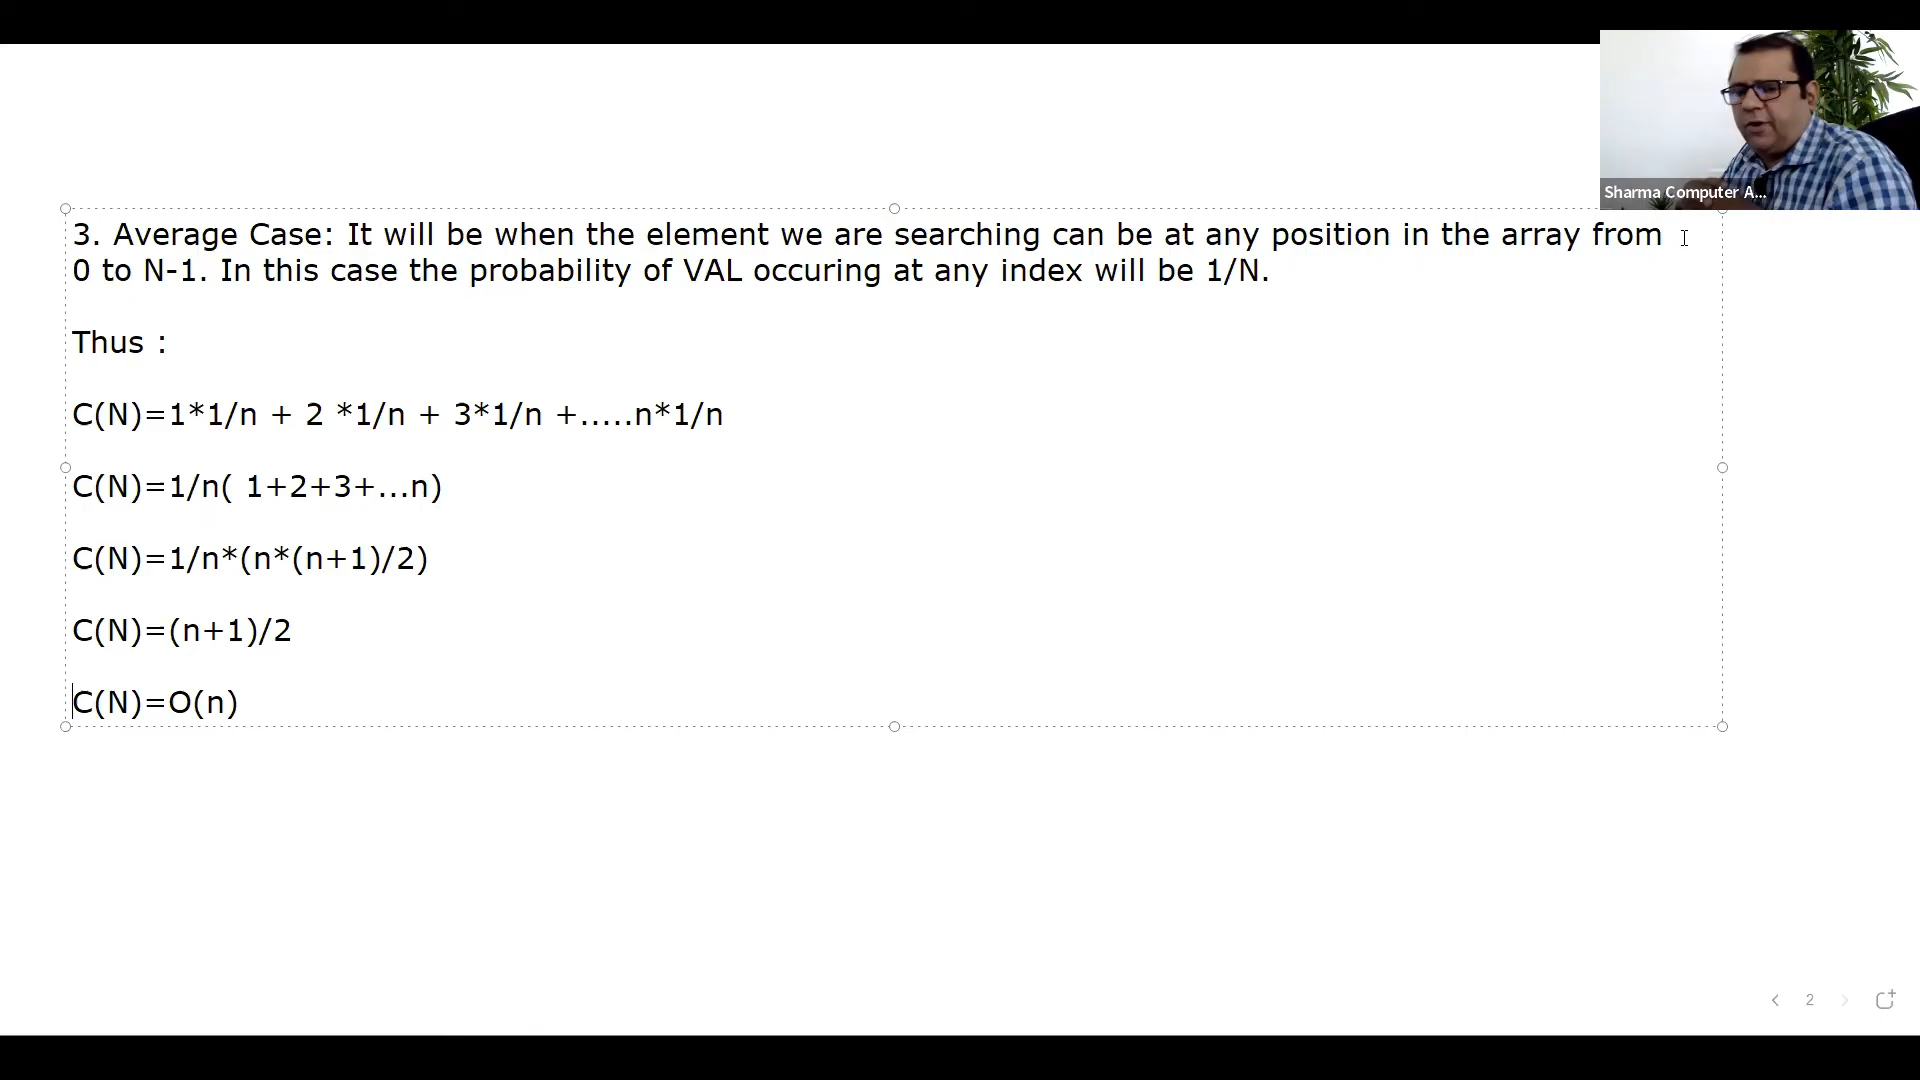 Sharma Computer A...
3. Average Case: It will be when the element we are searching can be at any position in the array from
0 to N-1. In this case the probability of VAL occuring at any index will be 1/N.
Thus :
C(N)=1*1/n + 2 *1/n + 3*1/n +.....n*1/n
C(N)=1/n( 1+2+3+...n)
C(N)=1/n*(n*(n+1)/2)
C(N)=(n+1)/2
C(N)=O(n)
2